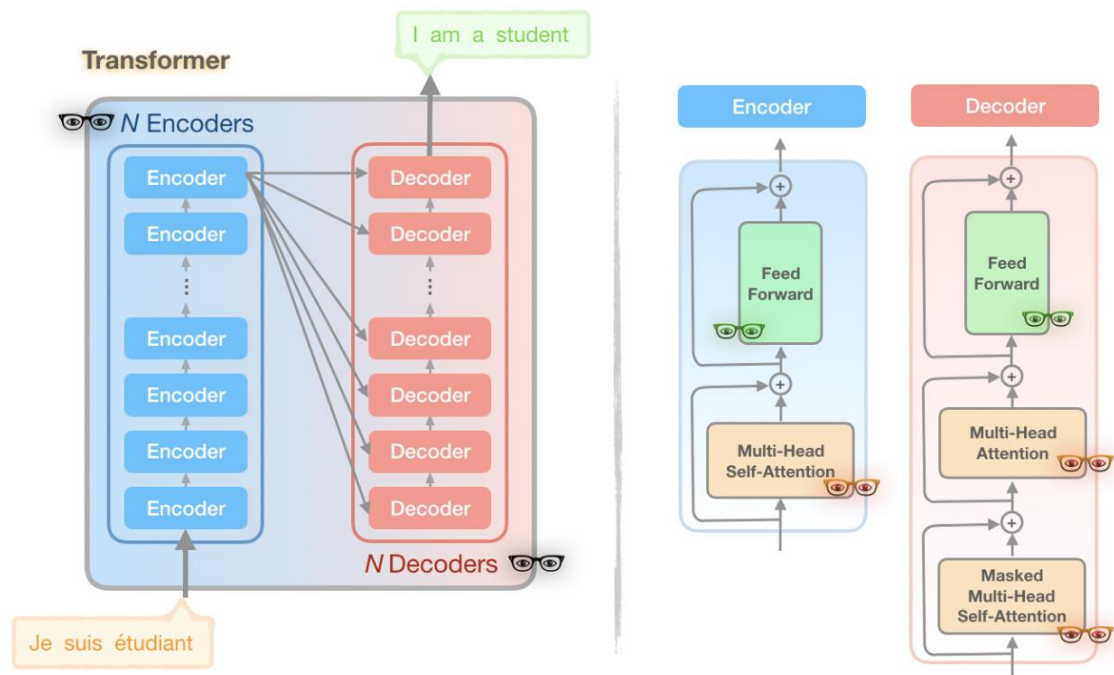 I am a student
Transformer
N Encoders
Encoder
Encoder
⋮
Encoder
Encoder
Encoder
Encoder
Decoder
Decoder
⋮
Decoder
Decoder
Decoder
Decoder
N Decoders
Je suis étudiant
Encoder
+
Feed
Forward
+
Multi-Head
Self-Attention
Decoder
+
Feed
Forward
+
Multi-Head
Attention
+
Masked
Multi-Head
Self-Attention